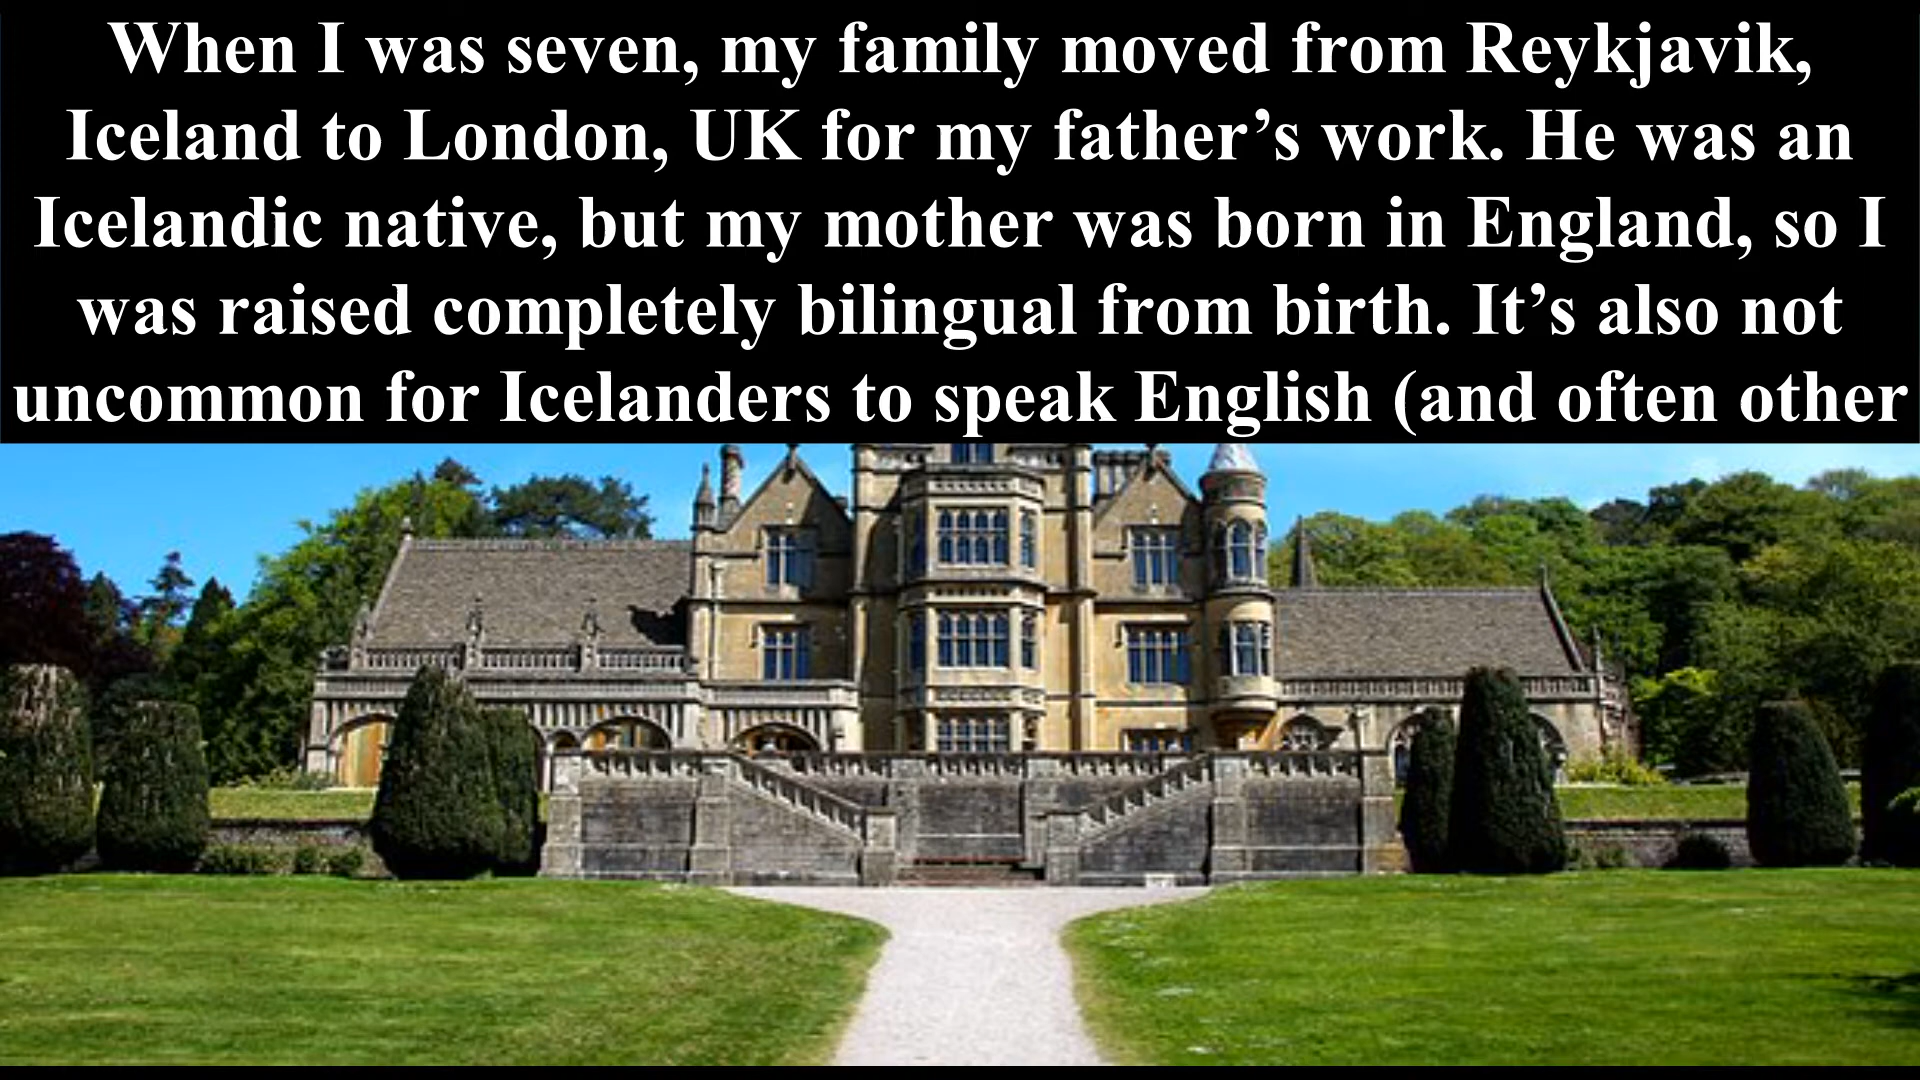 When I was seven, my family moved from Reykjavik,
Iceland to London, UK for my father’s work. He was an
Icelandic native, but my mother was born in England, so I
was raised completely bilingual from birth. It’s also not
uncommon for Icelanders to speak English (and often other